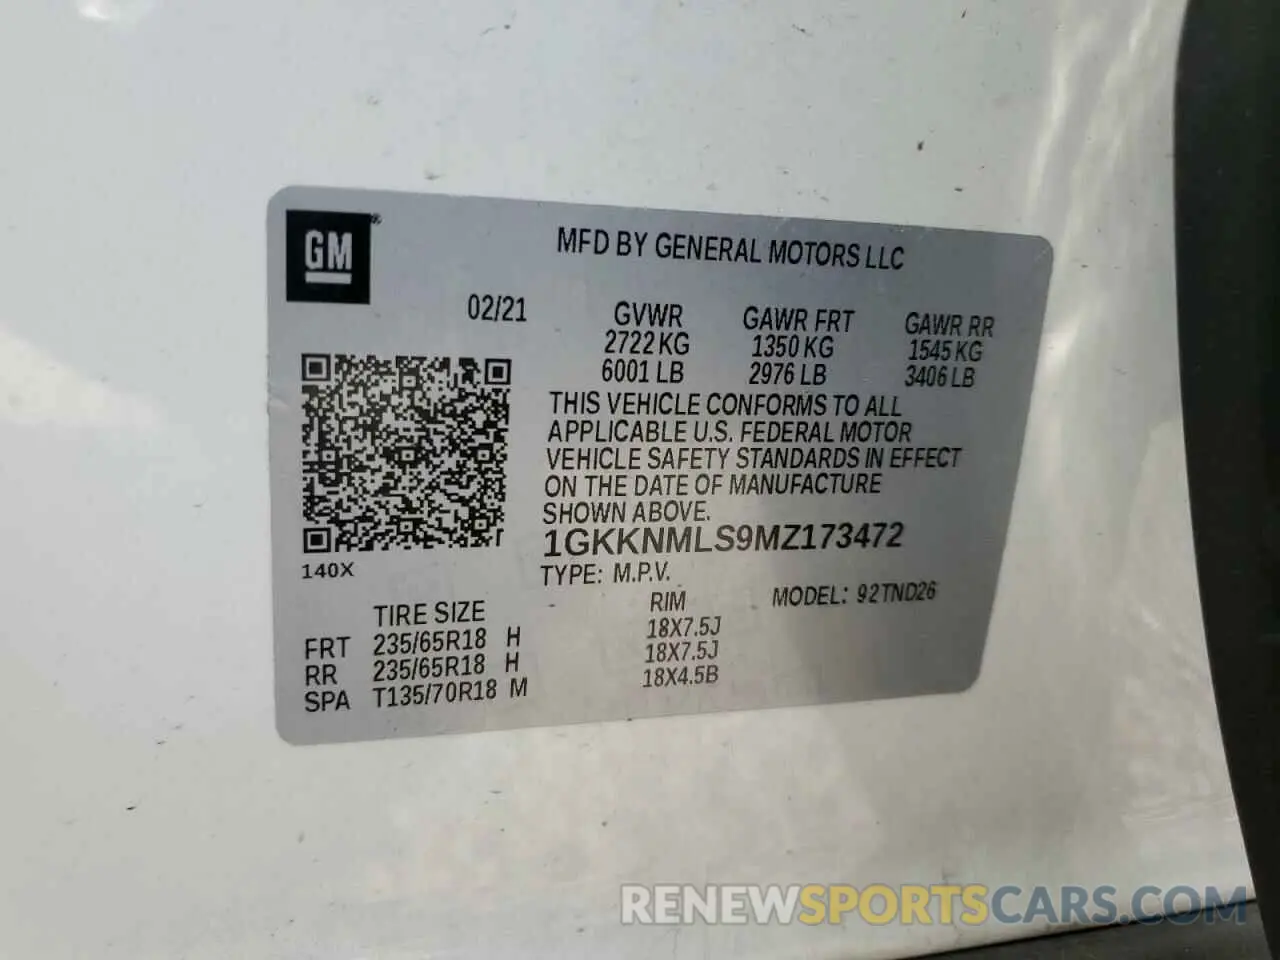 GM®
MFD BY GENERAL MOTORS LLC
02/21
GVWR GAWR FRT GAWR RR
2722 KG 1350 KG 1545 KG
6001 LB 2976 LB 3406 LB
THIS VEHICLE CONFORMS TO ALL
APPLICABLE U.S. FEDERAL MOTOR
VEHICLE SAFETY STANDARDS IN EFFECT
ON THE DATE OF MANUFACTURE
SHOWN ABOVE.
1GKKNMLS9MZ173472
140X
TYPE: M.P.V. MODEL: 92TND26
TIRE SIZE RIM
FRT 235/65R18 H 18X7.5J
RR 235/65R18 H 18X7.5J
SPA T135/70R18 M 18X4.5B
RENEWSPORTSCARS.COM